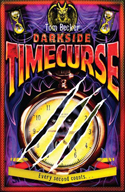 Tom Becker
DARKSIDE
TIMECURSE
Every second counts...